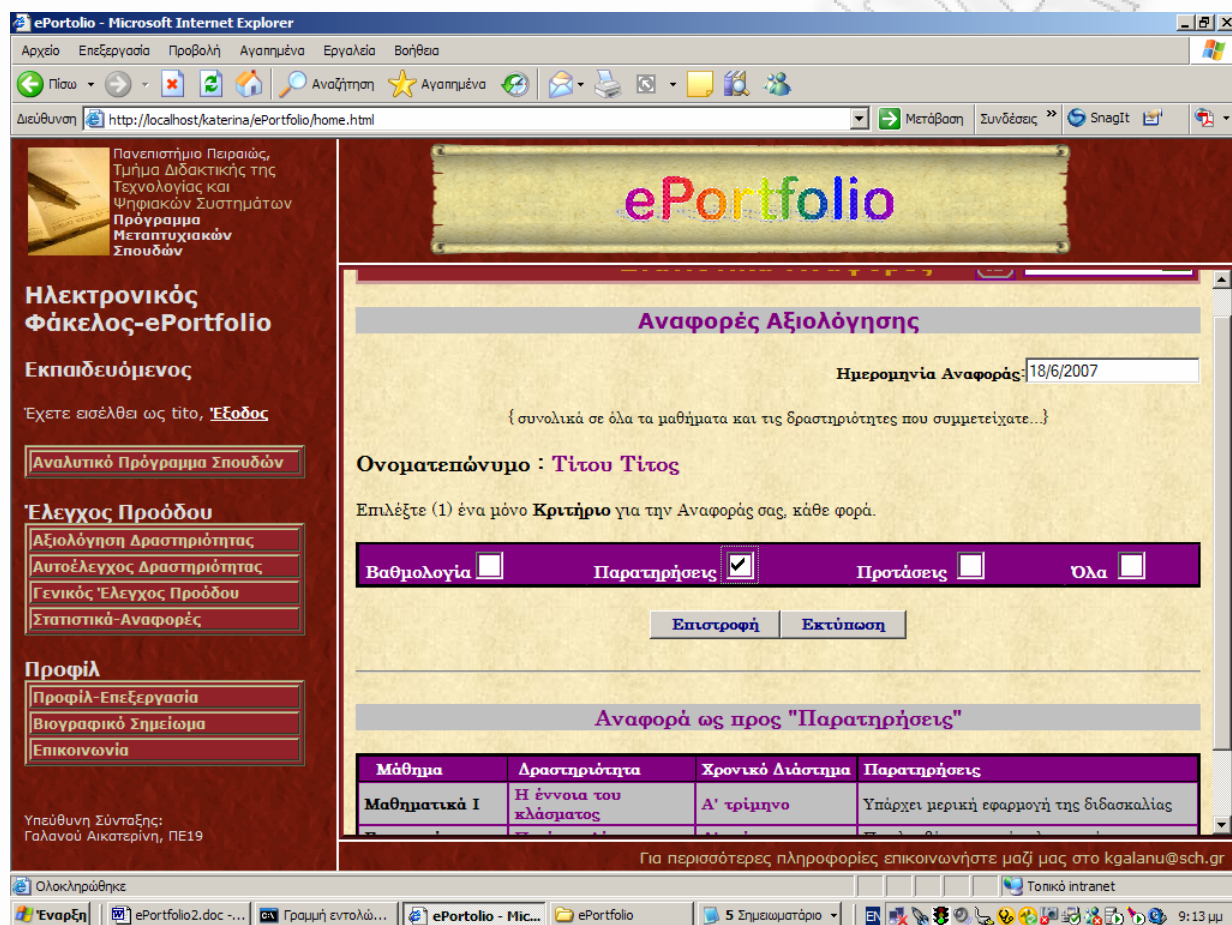 ePortolio - Microsoft Internet Explorer
Αρχείο Επεξεργασία Προβολή Αγαπημένα Εργαλεία Βοήθεια
Πίσω Αναζήτηση Αγαπημένα
Διεύθυνση http://localhost/katerina/ePortfolio/home.html Μετάβαση Συνδέσεις » SnagIt
Πανεπιστήμιο Πειραιώς,
Τμήμα Διδακτικής της
Τεχνολογίας και
Ψηφιακών Συστημάτων
Πρόγραμμα
Μεταπτυχιακών
Σπουδών
ePortfolio
Ηλεκτρονικός
Φάκελος-ePortfolio
Εκπαιδευόμενος
Έχετε εισέλθει ως tito, Έξοδος
Αναλυτικό Πρόγραμμα Σπουδών
Έλεγχος Προόδου
Αξιολόγηση Δραστηριότητας
Αυτοέλεγχος Δραστηριότητας
Γενικός Έλεγχος Προόδου
Στατιστικά-Αναφορές
Προφίλ
Προφίλ-Επεξεργασία
Βιογραφικό Σημείωμα
Επικοινωνία
Υπεύθυνη Σύνταξης:
Γαλανού Αικατερίνη, ΠΕ19
Αναφορές Αξιολόγησης
Ημερομηνία Αναφοράς: 18/6/2007
{ συνολικά σε όλα τα μαθήματα και τις δραστηριότητες που συμμετείχατε...}
Ονοματεπώνυμο : Τίτου Τίτος
Επιλέξτε (1) ένα μόνο Κριτήριο για την Αναφοράς σας, κάθε φορά.
Βαθμολογία Παρατηρήσεις Προτάσεις Όλα
Επιστροφή Εκτύπωση
Αναφορά ως προς "Παρατηρήσεις"
Μάθημα Δραστηριότητα Χρονικό Διάστημα Παρατηρήσεις
Μαθηματικά Ι Η έννοια του κλάσματος Α' τρίμηνο Υπάρχει μερική εφαρμογή της διδασκαλίας
Για περισσότερες πληροφορίες επικοινωνήστε μαζί μας στο kgalanu@sch.gr
Ολοκληρώθηκε Τοπικό intranet
Έναρξη ePortfolio2.doc -... Γραμμή εντολώ... ePortolio - Mic... ePortfolio 5 Σημειωματάριο EN 9:13 μμ